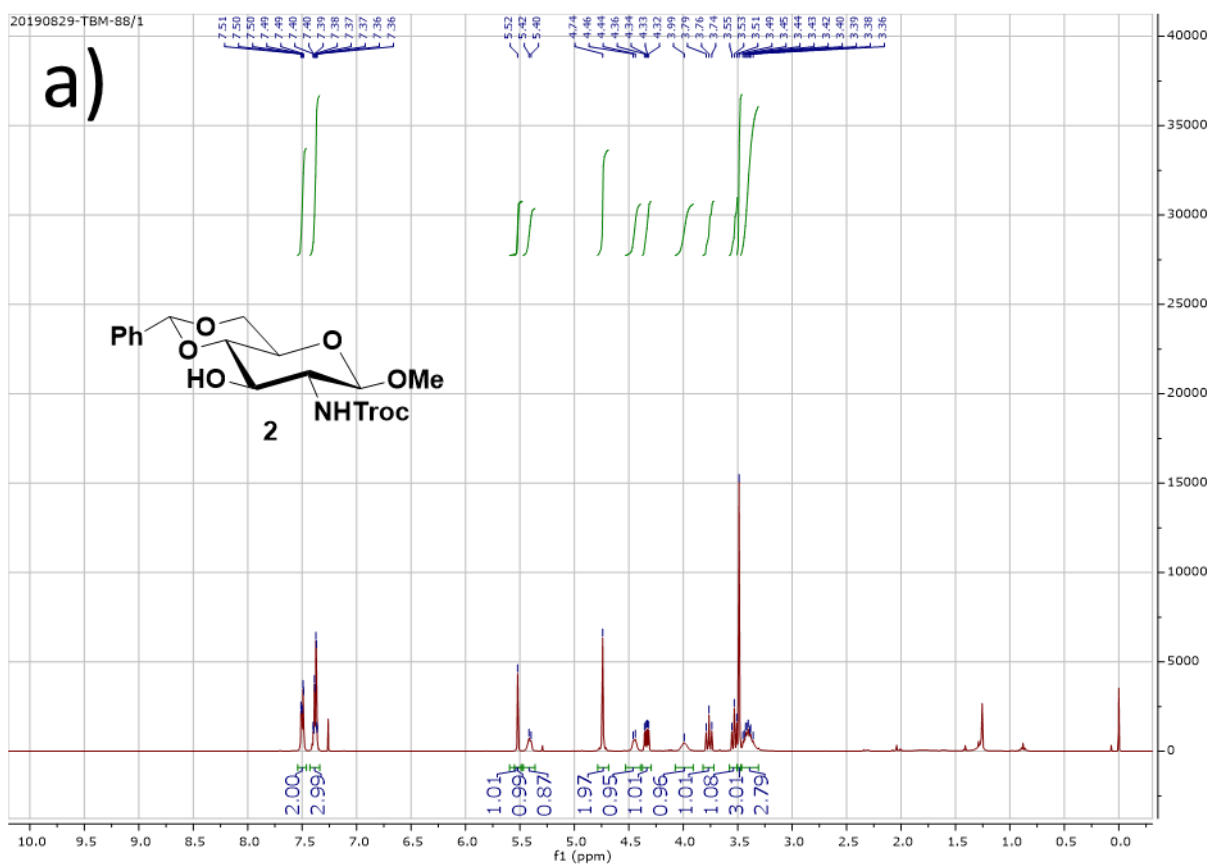 20190829-TBM-88/1
7.51 7.50 7.50 7.49 7.49 7.40 7.40 7.39 7.38 7.37 7.37 7.36 7.36 5.52 5.42 5.40 4.74 4.46 4.44 4.36 4.34 4.33 4.32 3.99 3.79 3.76 3.74 3.55 3.53 3.51 3.49 3.45 3.44 3.43 3.42 3.40 3.39 3.38 3.36
a)
40000
35000
30000
25000
20000
15000
10000
5000
0
Ph
O
O
O
HO
OMe
NHTroc
2
2.00 2.99 1.01 0.99 0.87 1.97 0.95 1.01 0.96 1.01 1.08 3.01 2.79
10.0 9.5 9.0 8.5 8.0 7.5 7.0 6.5 6.0 5.5 5.0 4.5 4.0 3.5 3.0 2.5 2.0 1.5 1.0 0.5 0.0
f1 (ppm)